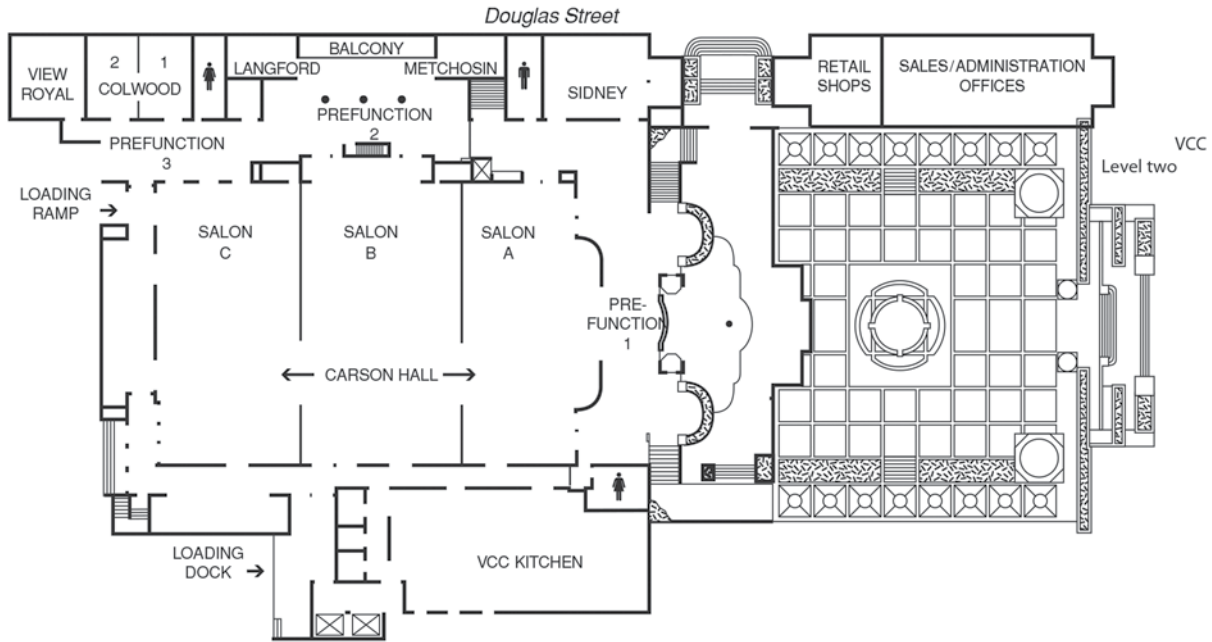 Douglas Street
BALCONY
VIEW
ROYAL
2 1
COLWOOD
LANGFORD
METCHOSIN
SIDNEY
RETAIL
SHOPS
SALES/ADMINISTRATION
OFFICES
PREFUNCTION
2
PREFUNCTION
3
VCC
Level two
LOADING
RAMP →
SALON
C
SALON
B
SALON
A
PRE-
FUNCTION
1
← CARSON HALL →
LOADING
DOCK →
VCC KITCHEN